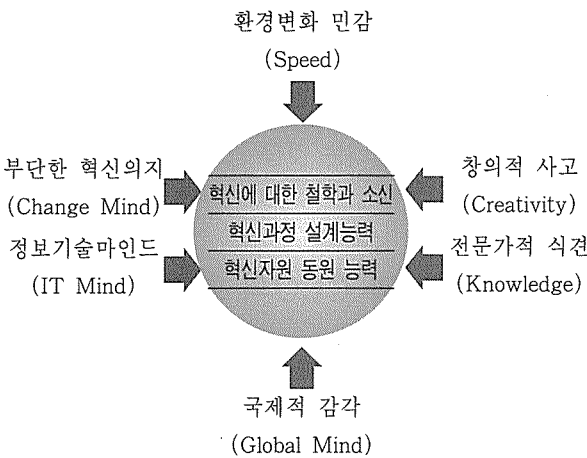 환경변화 민감
(Speed)
부단한 혁신의지
(Change Mind)
창의적 사고
(Creativity)
혁신에 대한 철학과 소신
혁신과정 설계능력
혁신자원 동원 능력
정보기술마인드
(IT Mind)
전문가적 식견
(Knowledge)
국제적 감각
(Global Mind)